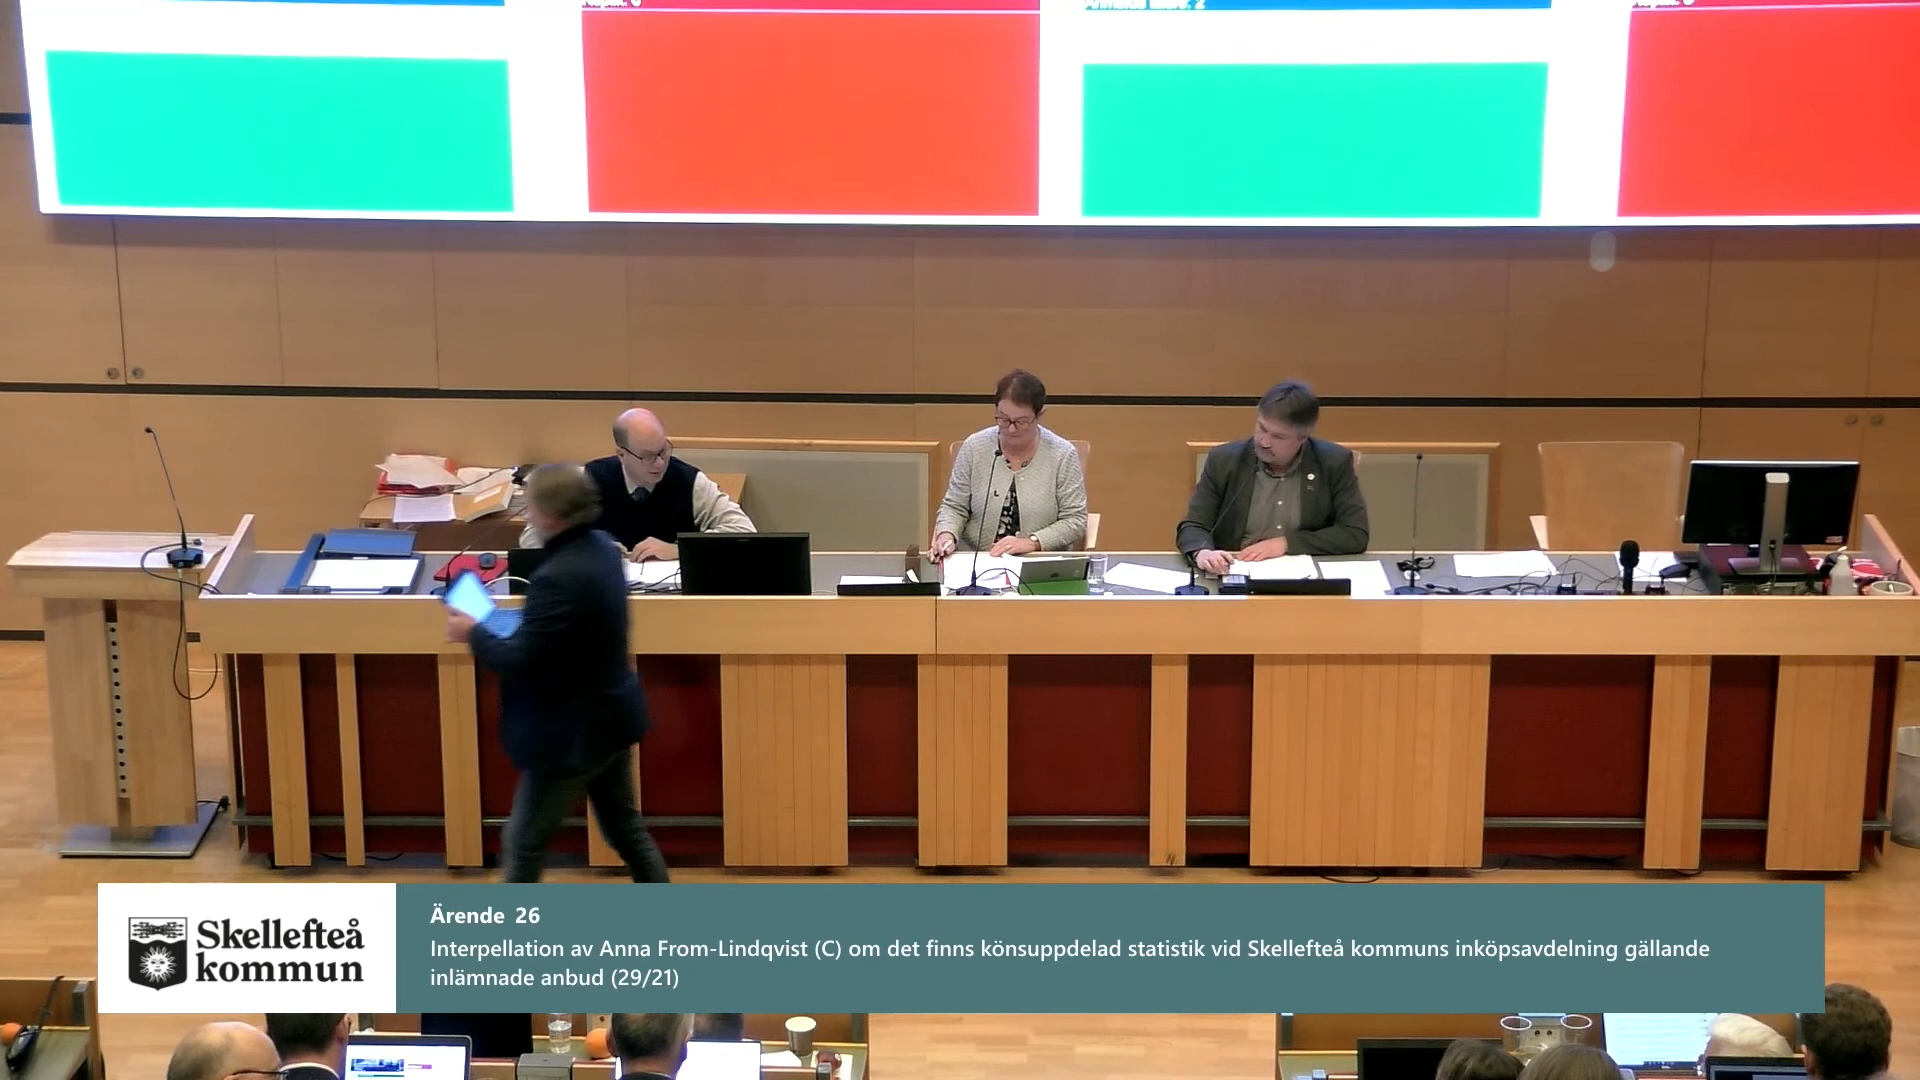 Ärende 26
Interpellation av Anna From-Lindqvist (C) om det finns könsuppdelad statistik vid Skellefteå kommuns inköpsavdelning gällande
inlämnade anbud (29/21)
Skellefteå
kommun